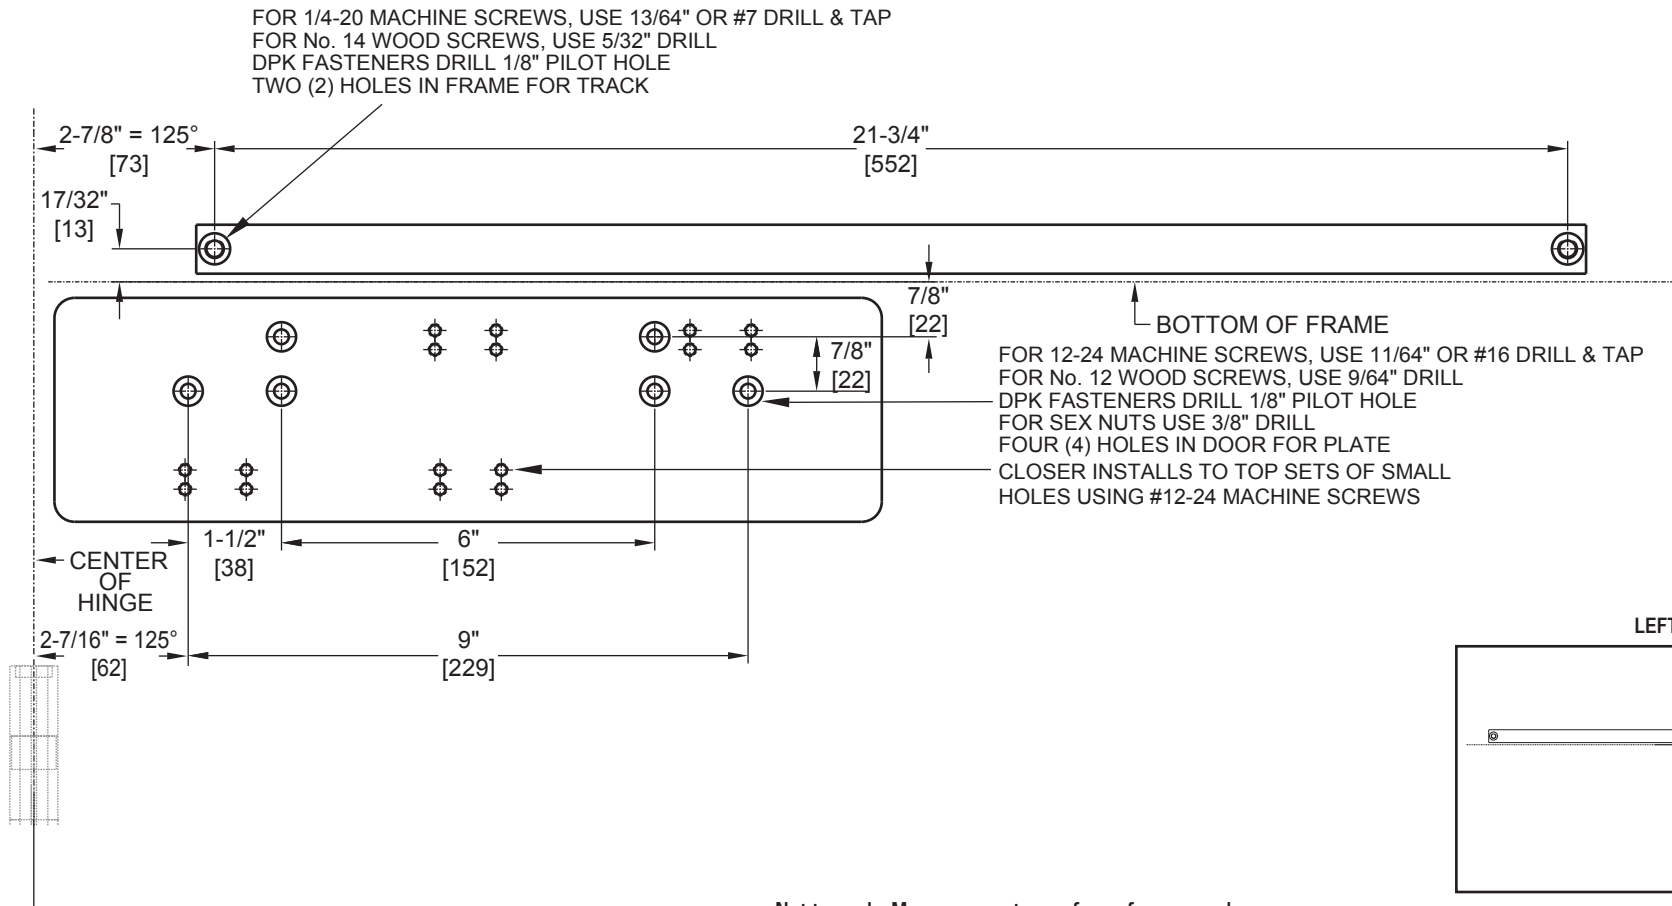 FOR 1/4-20 MACHINE SCREWS, USE 13/64" OR #7 DRILL & TAP
FOR No. 14 WOOD SCREWS, USE 5/32" DRILL
DPK FASTENERS DRILL 1/8" PILOT HOLE
TWO (2) HOLES IN FRAME FOR TRACK
2-7/8" = 125°
[73]
21-3/4"
[552]
17/32"
[13]
7/8"
[22]
BOTTOM OF FRAME
7/8"
[22]
FOR 12-24 MACHINE SCREWS, USE 11/64" OR #16 DRILL & TAP
FOR No. 12 WOOD SCREWS, USE 9/64" DRILL
DPK FASTENERS DRILL 1/8" PILOT HOLE
FOR SEX NUTS USE 3/8" DRILL
FOUR (4) HOLES IN DOOR FOR PLATE
CLOSER INSTALLS TO TOP SETS OF SMALL
HOLES USING #12-24 MACHINE SCREWS
1-1/2"
[38]
6"
[152]
CENTER
OF
HINGE
2-7/16" = 125°
[62]
9"
[229]
LEFT